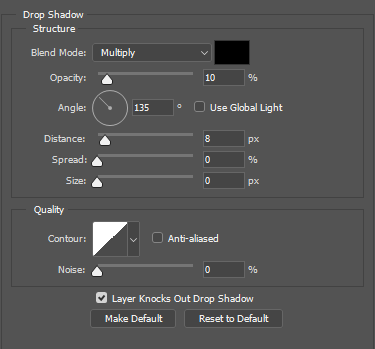 Drop Shadow
Structure
Blend Mode: Multiply
Opacity: 10 %
Angle: 135 ° Use Global Light
Distance: 8 px
Spread: 0 %
Size: 0 px
Quality
Contour: Anti-aliased
Noise: 0 %
Layer Knocks Out Drop Shadow
Make Default Reset to Default